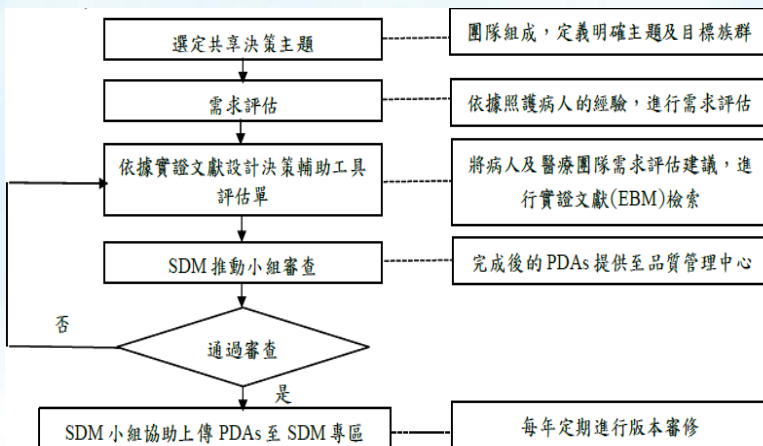 選定共享決策主題
團隊組成，定義明確主題及目標族群
需求評估
依據照護病人的經驗，進行需求評估
依據實證文獻設計決策輔助工具
評估單
將病人及醫療團隊需求評估建議，進
行實證文獻(EBM)檢索
SDM 推動小組審查
完成後的 PDAs 提供至品質管理中心
否
通過審查
是
SDM 小組協助上傳 PDAs 至 SDM 專區
每年定期進行版本審修